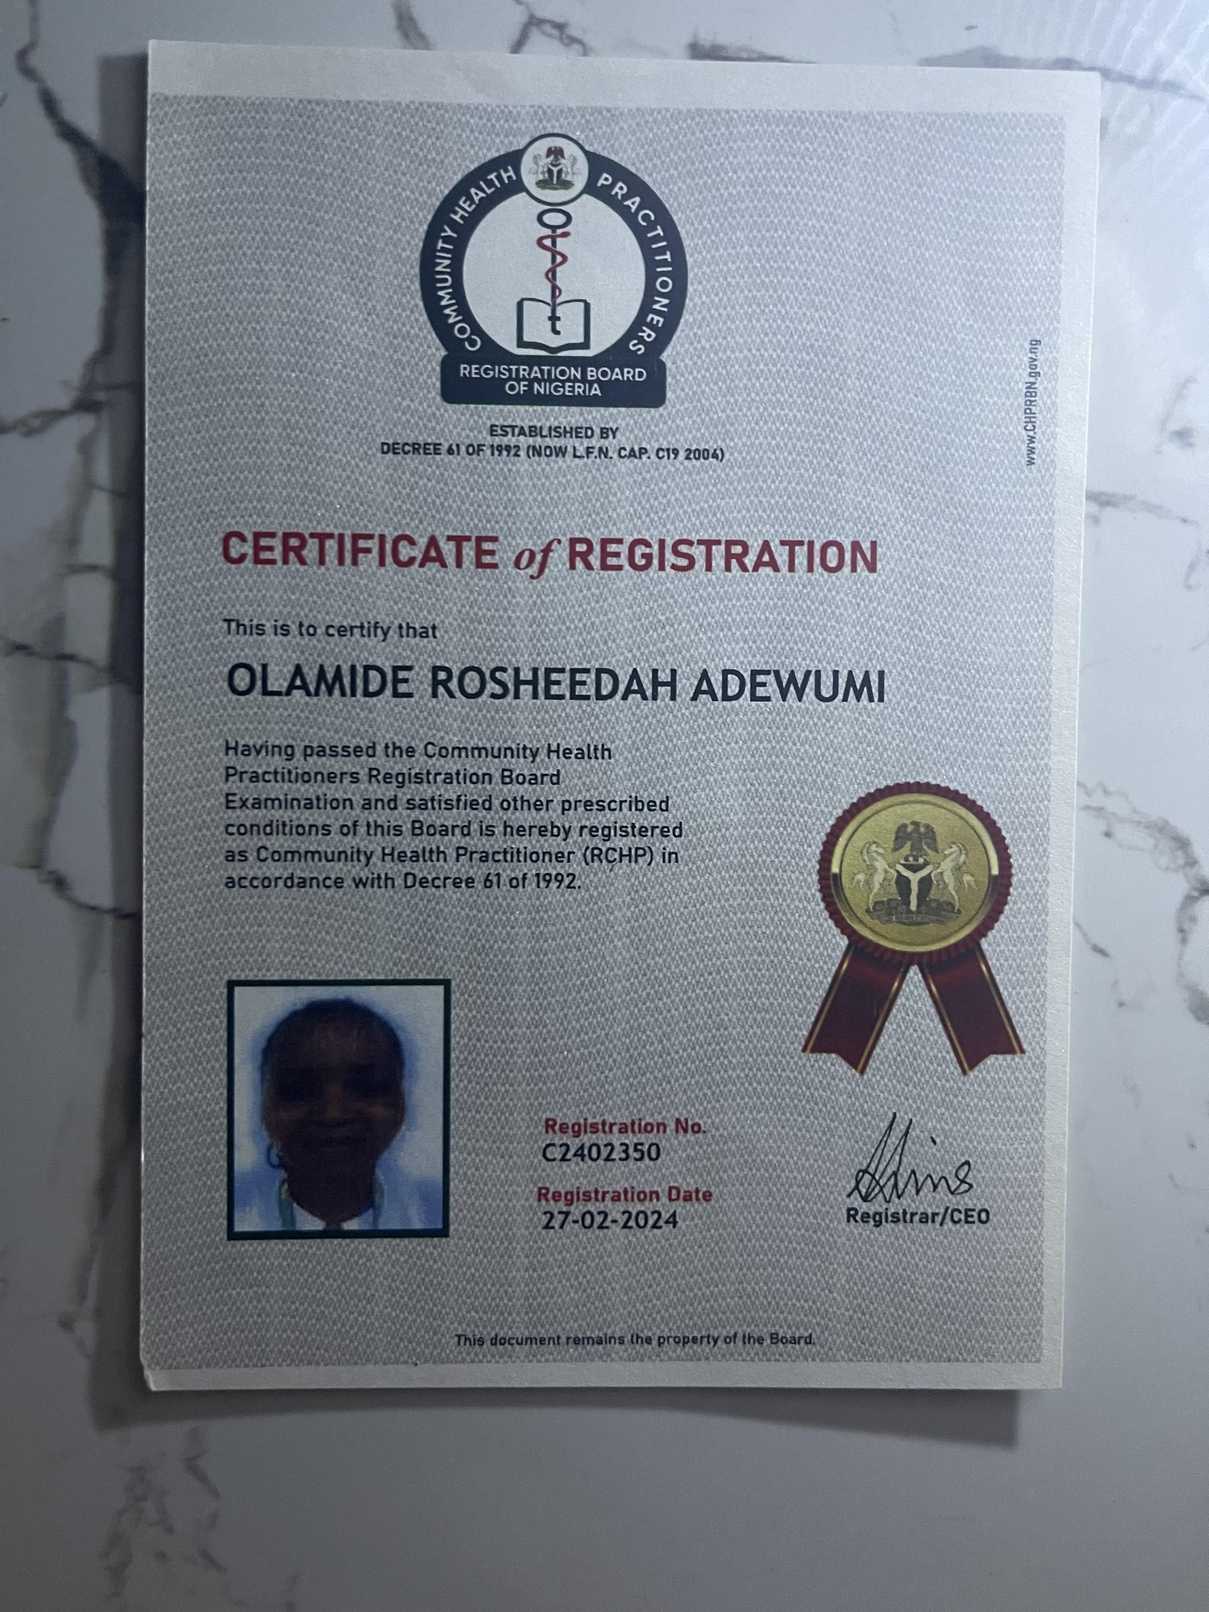 COMMUNITY HEALTH PRACTITIONERS
REGISTRATION BOARD
OF NIGERIA
ESTABLISHED BY
DECREE 61 OF 1992 (NOW L.F.N. CAP. C19 2004)
www.CHPRBN.gov.ng
CERTIFICATE of REGISTRATION
This is to certify that
OLAMIDE ROSHEEDAH ADEWUMI
Having passed the Community Health
Practitioners Registration Board
Examination and satisfied other prescribed
conditions of this Board is hereby registered
as Community Health Practitioner (RCHP) in
accordance with Decree 61 of 1992.
Registration No.
C2402350
Registration Date
27-02-2024
Registrar/CEO
This document remains the property of the Board.